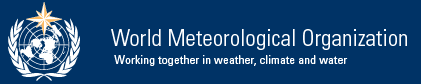 World Meteorological Organization
Working together in weather, climate and water